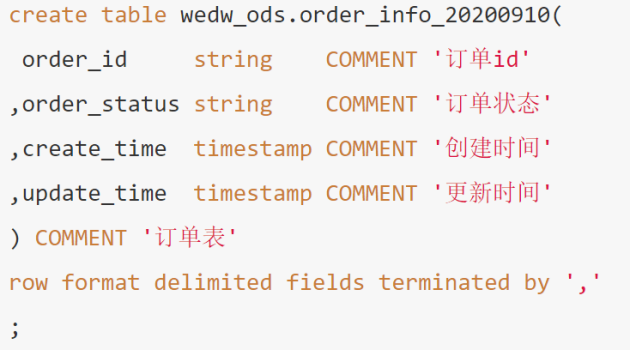 create table wedw_ods.order_info_20200910(
order_id     string    COMMENT '订单id'
,order_status string    COMMENT '订单状态'
,create_time  timestamp COMMENT '创建时间'
,update_time  timestamp COMMENT '更新时间'
) COMMENT '订单表'
row format delimited fields terminated by ','
;